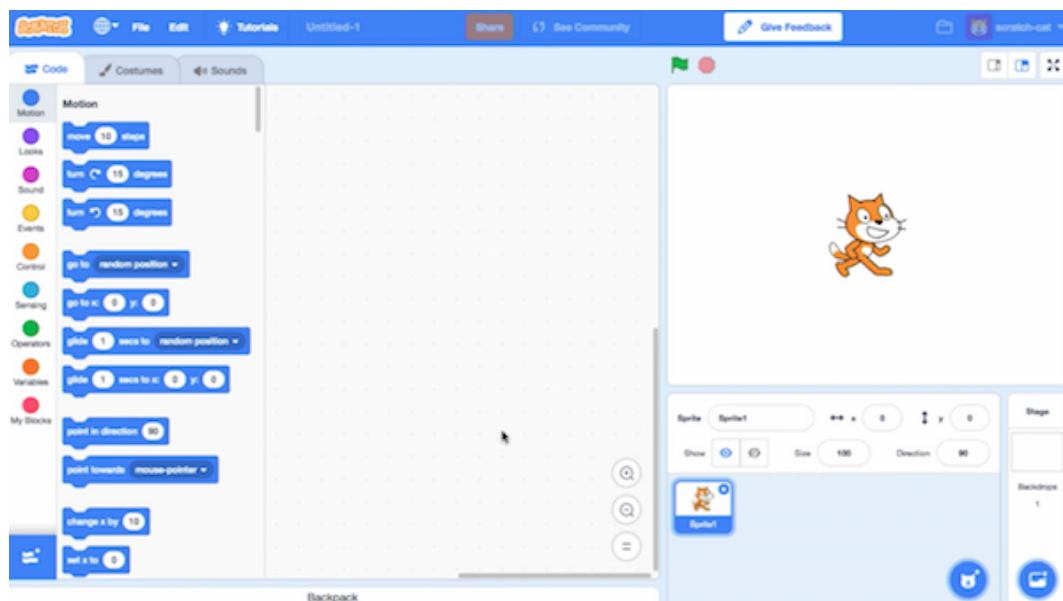 SCRATCH File Edit Tutorials Untitled-1 Share See Community Give Feedback scratch-cat
Code Costumes Sounds
Motion
Looks
Sound
Events
Control
Sensing
Operators
Variables
My Blocks
Motion
move 10 steps
turn 15 degrees
turn 15 degrees
go to random position
go to x: 0 y: 0
glide 1 secs to random position
glide 1 secs to x: 0 y: 0
point in direction 90
point towards mouse-pointer
change x by 10
set x to 0
Backpack
Sprite Sprite1 x 0 y 0
Show Size 100 Direction 90
Sprite1
Stage
Backdrops
1